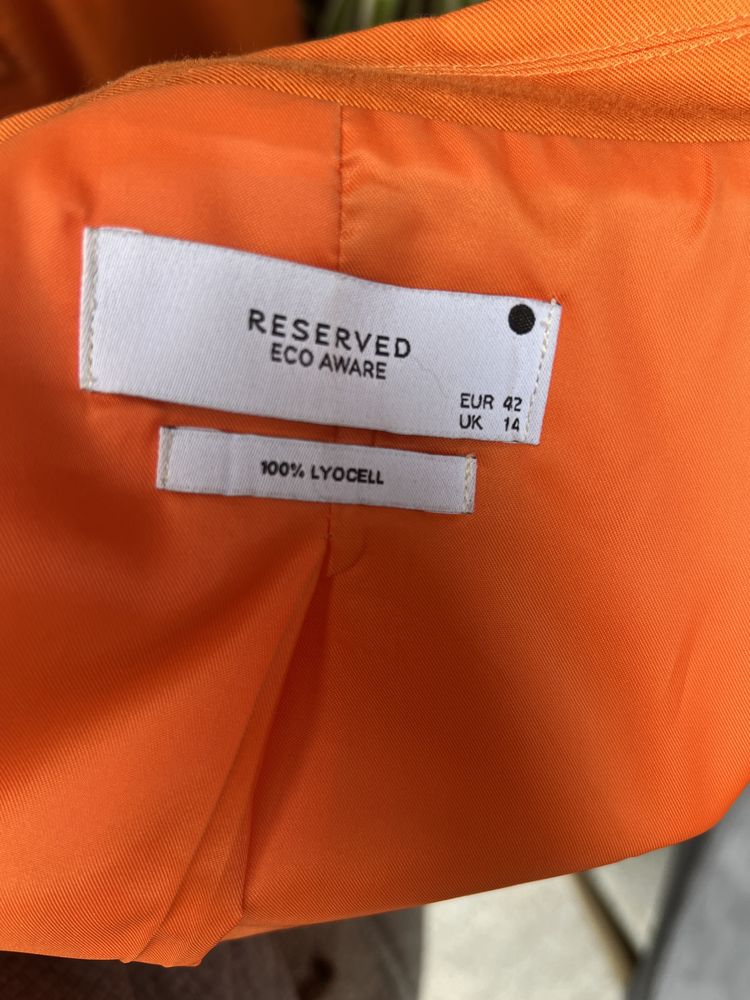 RESERVED
ECO AWARE
EUR 42
UK 14
100% LYOCELL